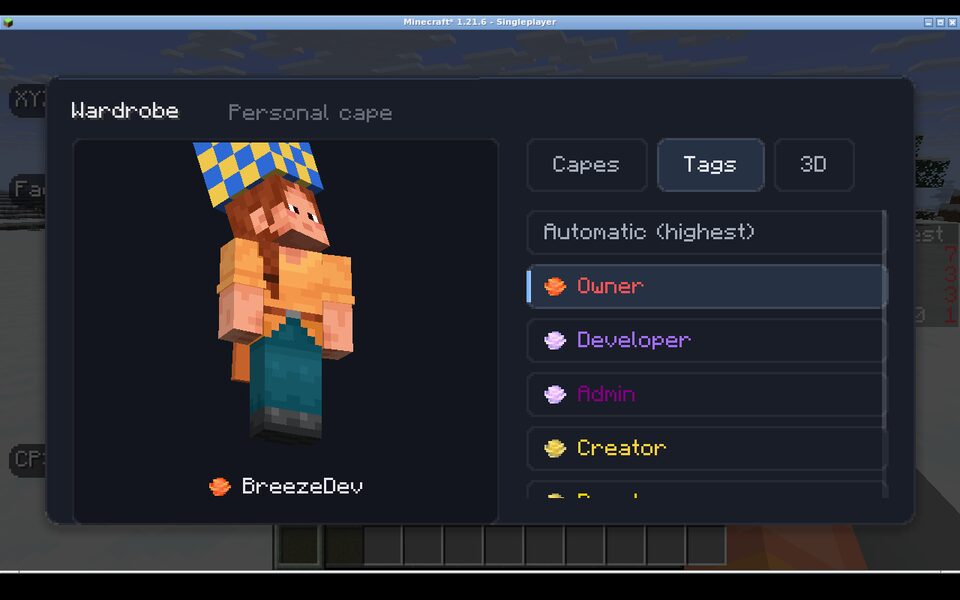 Minecraft* 1.21.6 - Singleplayer
Wardrobe
Personal cape
Capes
Tags
3D
Automatic (highest)
Owner
Developer
Admin
Creator
BreezeDev